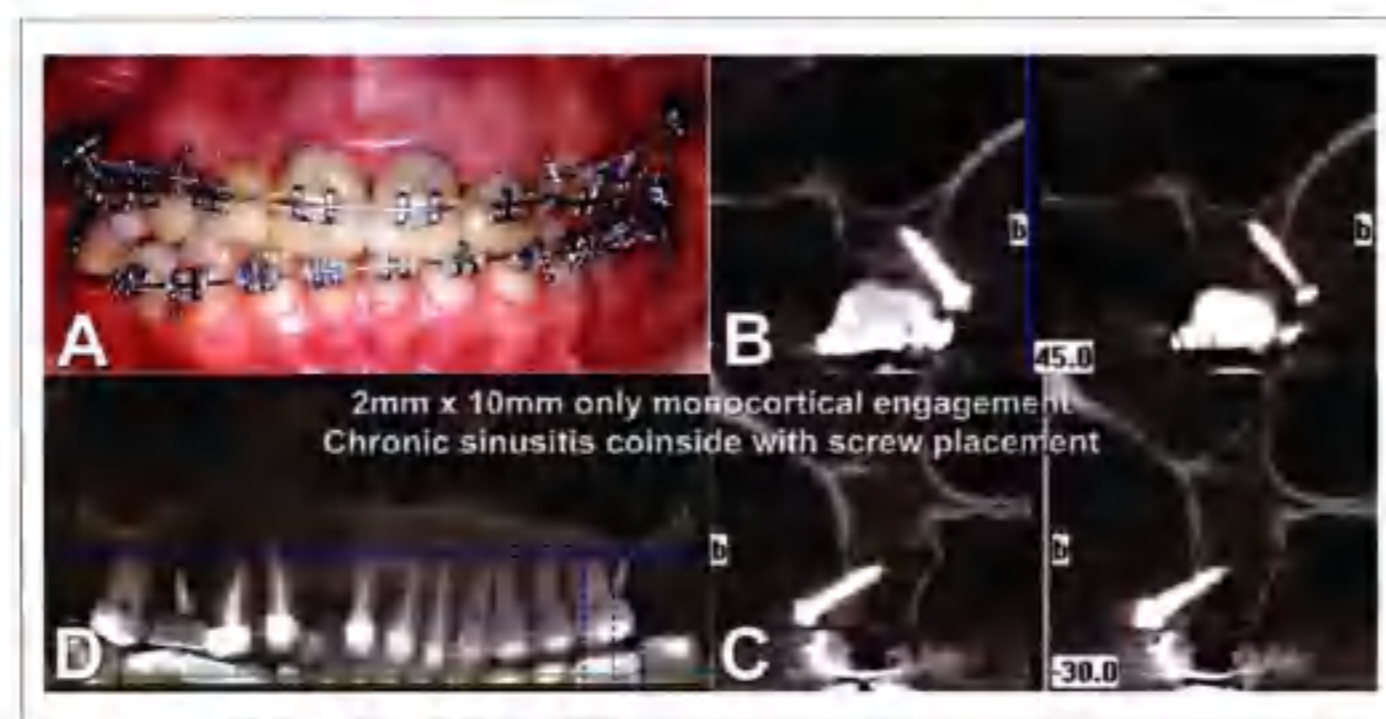 A
B
b
b
45.0
2mm x 10mm only monocortical engagement
Chronic sinusitis coinside with screw placement
D
b
C
b
-30.0